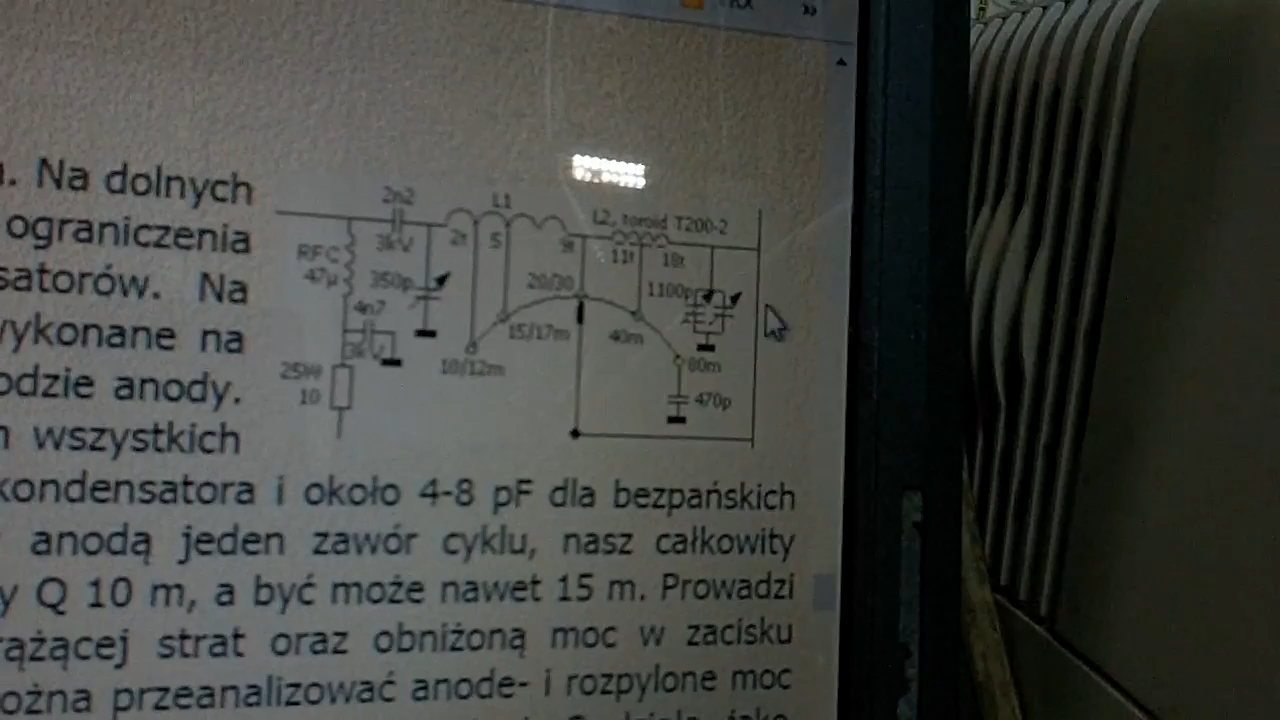 . Na dolnych
ograniczenia
satorów. Na
wykonane na
odzie anody.
wszystkich
kondensatora i około 4-8 pF dla bezpańskich
anodą jeden zawór cyklu, nasz całkowity
y Q 10 m, a być może nawet 15 m. Prowadzi
rążącej strat oraz obniżoną moc w zacisku
ożna przeanalizować anode- i rozpylone moc
2n2
L1
L2, toroid T200-2
3kV
2t
5
9t
11t
18t
RFC
47µ
350p
20/30
1100p
4n7
15/17m
40m
3kV
10/12m
80m
25W
10
470p